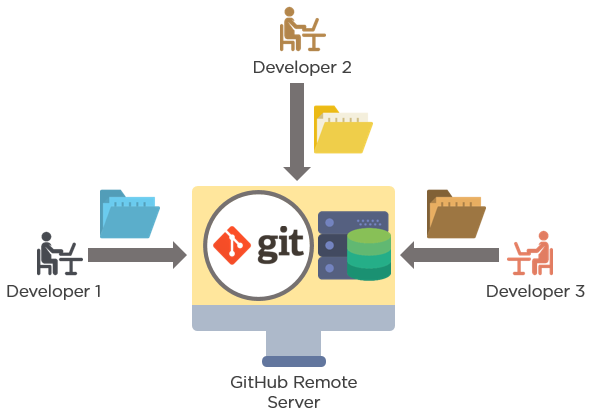 Developer 2
git
Developer 1
Developer 3
GitHub Remote
Server